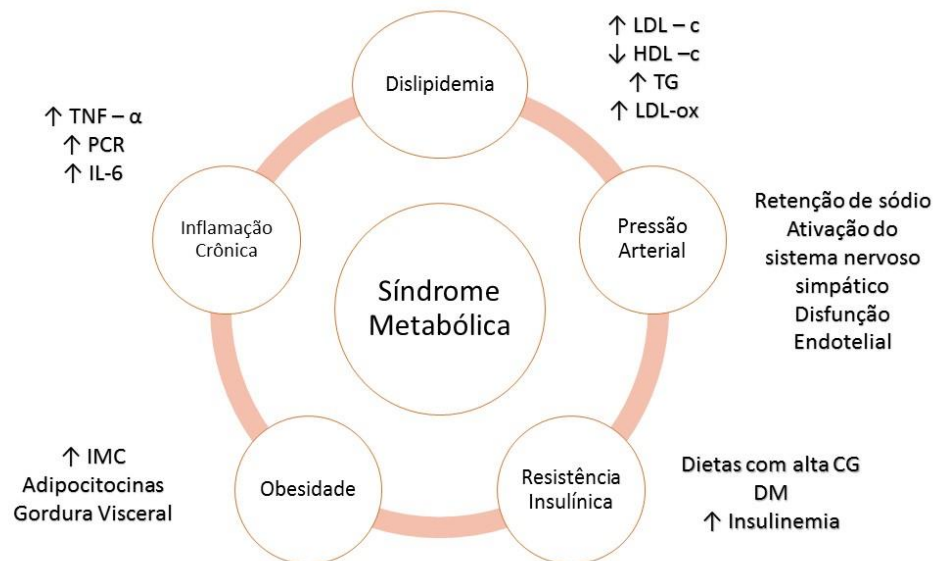 Dislipidemia
↑ LDL – c
↓ HDL – c
↑ TG
↑ LDL-ox
↑ TNF – α
↑ PCR
↑ IL-6
Inflamação
Crônica
Pressão
Arterial
Retenção de sódio
Ativação do
sistema nervoso
simpático
Disfunção
Endotelial
Síndrome
Metabólica
↑ IMC
Adipocitocinas
Gordura Visceral
Obesidade
Resistência
Insulínica
Dietas com alta CG
DM
↑ Insulinemia